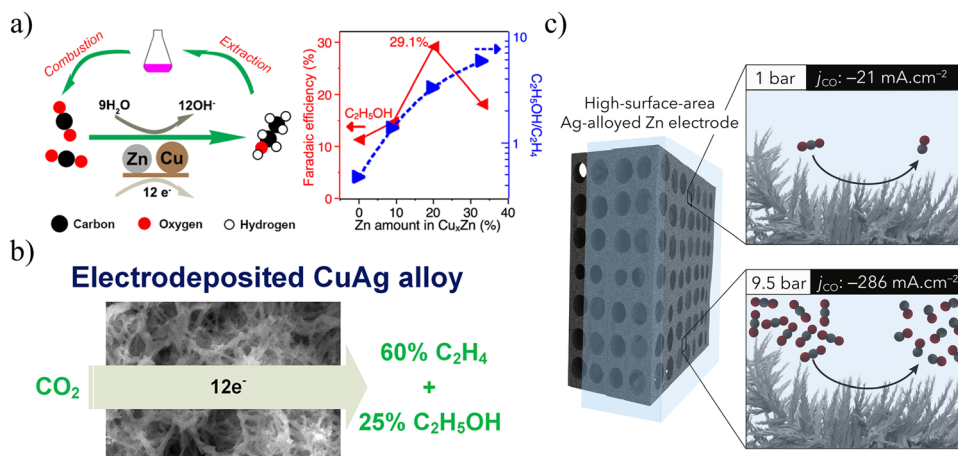 a)
Combustion
Extraction
9H₂O
12OH⁻
Zn
Cu
12 e⁻
Carbon
Oxygen
Hydrogen
Faradaic efficiency (%)
30
20
10
0
29.1%
C₂H₅OH
10
1
C₂H₅OH/C₂H₄
0
10
20
30
40
Zn amount in CuₓZn (%)
b)
Electrodeposited CuAg alloy
CO₂
12e⁻
60% C₂H₄
+
25% C₂H₅OH
c)
High-surface-area
Ag-alloyed Zn electrode
1 bar
jCO: –21 mA.cm⁻²
9.5 bar
jCO: –286 mA.cm⁻²